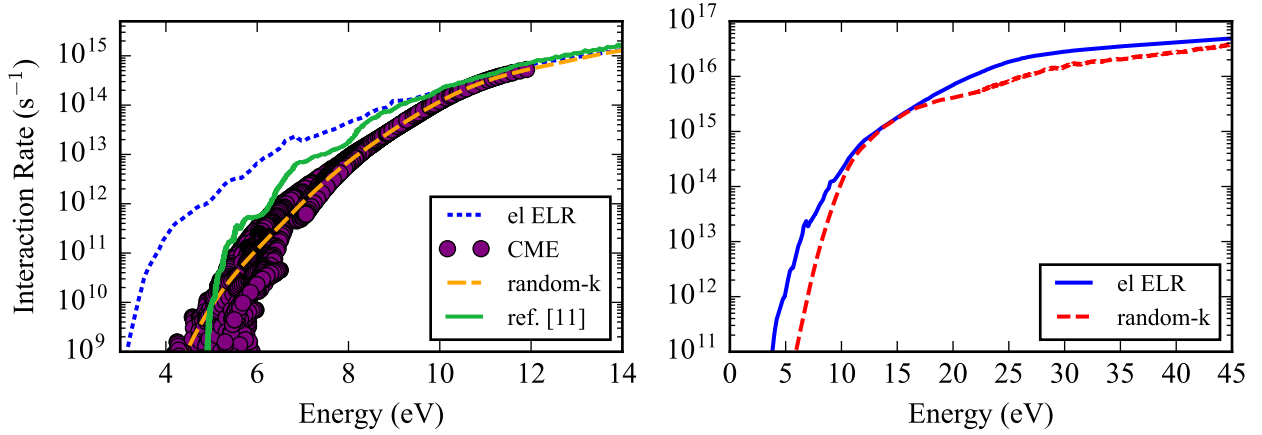 Interaction Rate (s⁻¹)
10¹⁵
10¹⁴
10¹³
10¹²
10¹¹
10¹⁰
10⁹
4 6 8 10 12 14
Energy (eV)
el ELR
CME
random-k
ref. [11]
10¹⁷
10¹⁶
10¹⁵
10¹⁴
10¹³
10¹²
10¹¹
0 5 10 15 20 25 30 35 40 45
Energy (eV)
el ELR
random-k